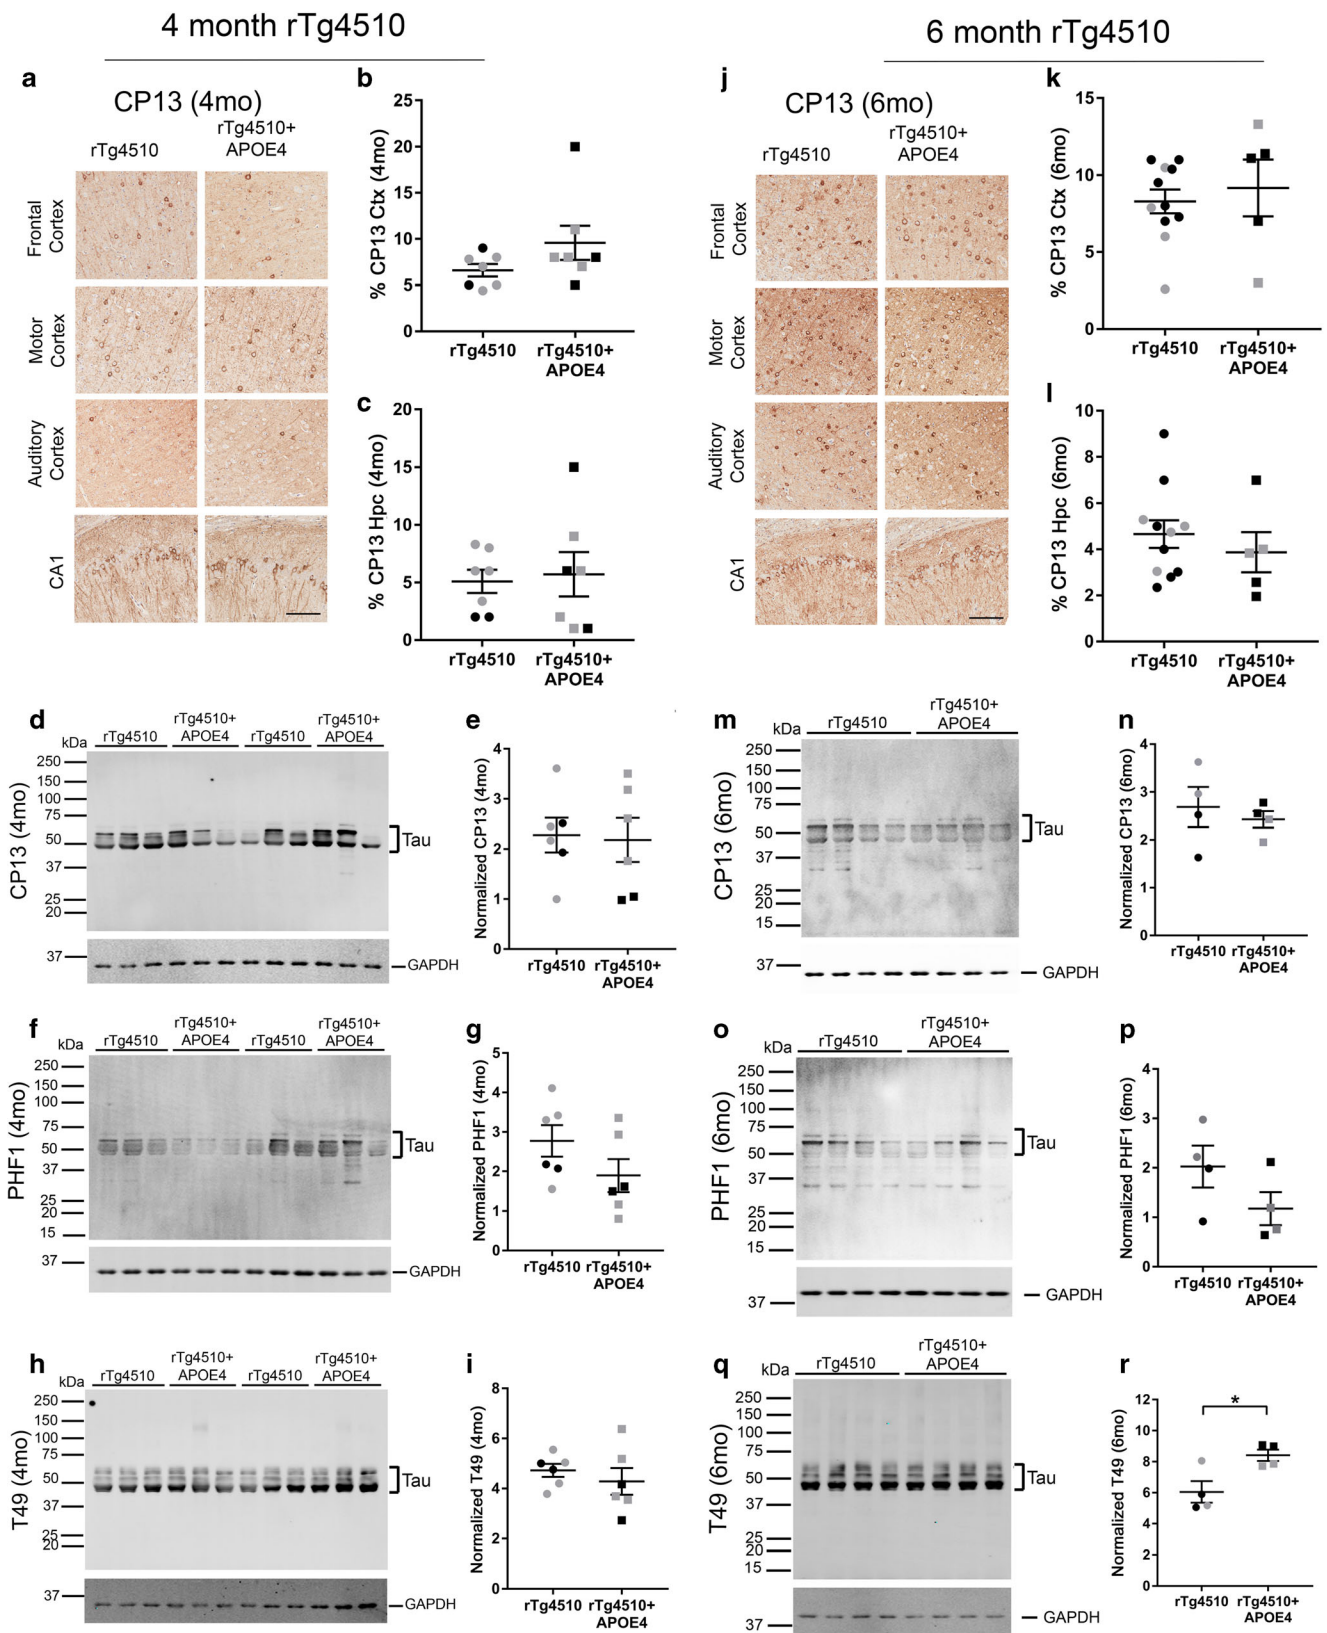 4 month rTg4510
6 month rTg4510
a
CP13 (4mo)
rTg4510
rTg4510+
APOE4
Frontal
Cortex
Motor
Cortex
Auditory
Cortex
CA1
b
% CP13 Ctx (4mo)
25
20
15
10
5
0
rTg4510
rTg4510+
APOE4
c
% CP13 Hpc (4mo)
20
15
10
5
0
rTg4510
rTg4510+
APOE4
j
CP13 (6mo)
rTg4510
rTg4510+
APOE4
Frontal
Cortex
Motor
Cortex
Auditory
Cortex
CA1
k
% CP13 Ctx (6mo)
15
10
5
0
rTg4510
rTg4510+
APOE4
l
% CP13 Hpc (6mo)
10
8
6
4
2
0
rTg4510
rTg4510+
APOE4
d
CP13 (4mo)
kDa
rTg4510
rTg4510+
APOE4
rTg4510
rTg4510+
APOE4
250
150
100
75
50
37
25
20
Tau
37
GAPDH
e
Normalized CP13 (4mo)
4
3
2
1
0
rTg4510
rTg4510+
APOE4
m
CP13 (6mo)
kDa
rTg4510
rTg4510+
APOE4
250
150
100
75
50
37
25
20
15
Tau
37
GAPDH
n
Normalized CP13 (6mo)
4
3
2
1
0
rTg4510
rTg4510+
APOE4
f
PHF1 (4mo)
kDa
rTg4510
rTg4510+
APOE4
rTg4510
rTg4510+
APOE4
250
150
100
75
50
37
25
20
15
Tau
37
GAPDH
g
Normalized PHF1 (4mo)
5
4
3
2
1
0
rTg4510
rTg4510+
APOE4
o
PHF1 (6mo)
kDa
rTg4510
rTg4510+
APOE4
250
150
100
75
50
37
25
20
15
Tau
37
GAPDH
p
Normalized PHF1 (6mo)
4
3
2
1
0
rTg4510
rTg4510+
APOE4
h
T49 (4mo)
kDa
rTg4510
rTg4510+
APOE4
rTg4510
rTg4510+
APOE4
250
150
100
75
50
37
25
20
Tau
37
GAPDH
i
Normalized T49 (4mo)
8
6
4
2
0
rTg4510
rTg4510+
APOE4
q
T49 (6mo)
kDa
rTg4510
rTg4510+
APOE4
250
150
100
75
50
37
25
20
15
Tau
37
GAPDH
r
Normalized T49 (6mo)
12
10
8
6
4
2
0
*
rTg4510
rTg4510+
APOE4